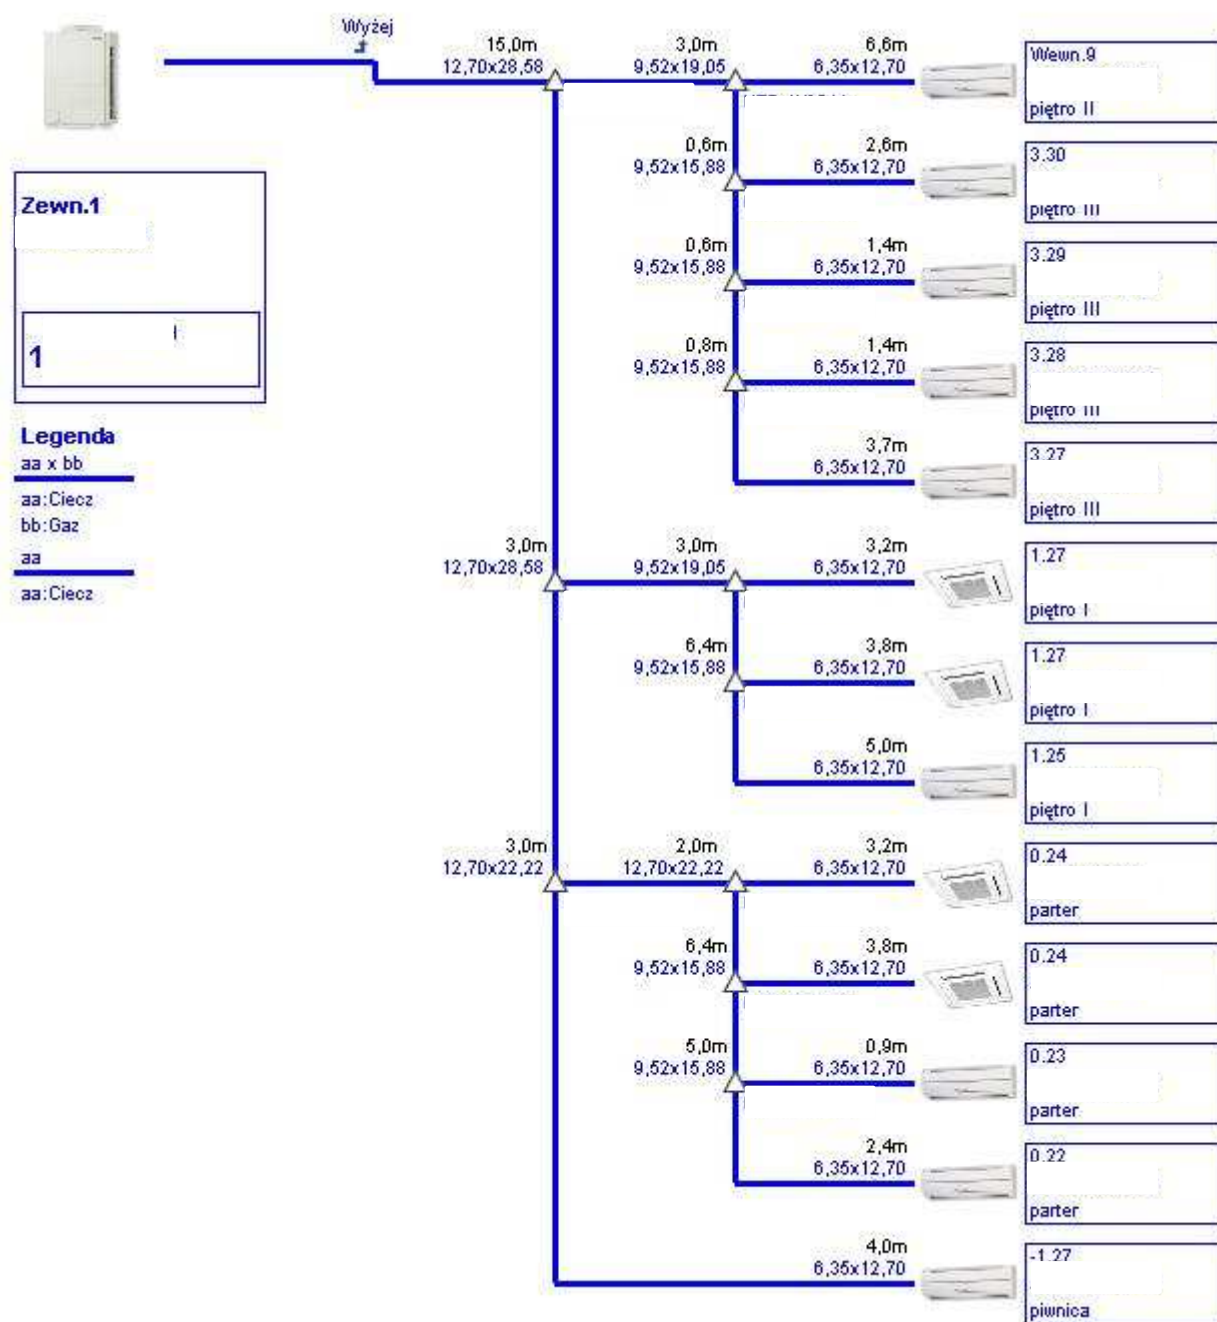 Wyżej
15,0m
12,70x28,58
3,0m
9,52x19,05
6,6m
6,35x12,70
Wewn.9
piętro II
0,6m
9,52x15,88
2,6m
6,35x12,70
3.30
piętro III
Zewn.1
0,6m
9,52x15,88
1,4m
6,35x12,70
3.29
piętro III
1
0,8m
9,52x15,88
1,4m
6,35x12,70
3.28
piętro III
Legenda
aa x bb
aa:Ciecz
bb:Gaz
aa
aa:Ciecz
3,7m
6,35x12,70
3.27
piętro III
3,0m
12,70x28,58
3,0m
9,52x19,05
3,2m
6,35x12,70
1.27
piętro I
6,4m
9,52x15,88
3,8m
6,35x12,70
1.27
piętro I
5,0m
6,35x12,70
1.25
piętro I
3,0m
12,70x22,22
2,0m
12,70x22,22
3,2m
6,35x12,70
0.24
parter
6,4m
9,52x15,88
3,8m
6,35x12,70
0.24
parter
5,0m
9,52x15,88
0,9m
6,35x12,70
0.23
parter
2,4m
6,35x12,70
0.22
parter
4,0m
6,35x12,70
-1.27
piwnica